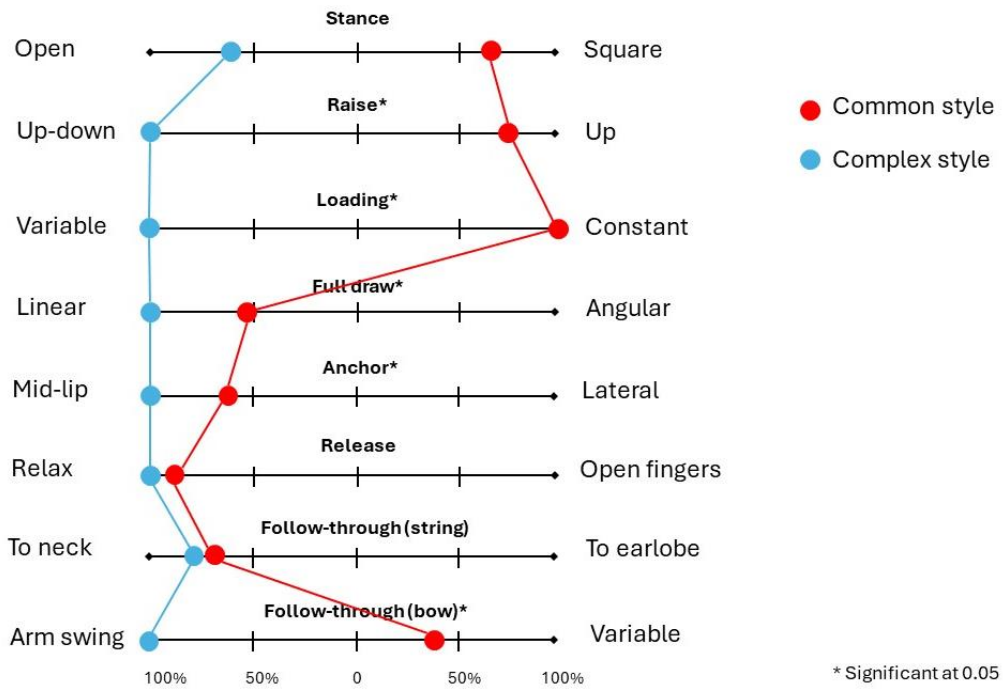 Stance
Open
Square
Raise*
Up-down
Up
Common style
Complex style
Loading*
Variable
Constant
Full draw*
Linear
Angular
Anchor*
Mid-lip
Lateral
Release
Relax
Open fingers
Follow-through (string)
To neck
To earlobe
Follow-through (bow)*
Arm swing
Variable
100% 50% 0 50% 100%
* Significant at 0.05